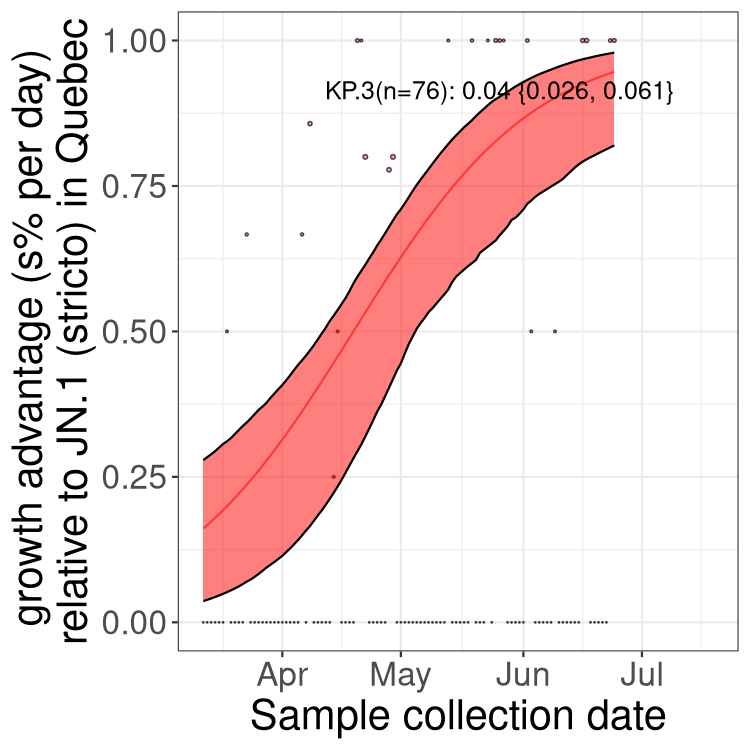 growth advantage (s% per day)
relative to JN.1 (stricto) in Quebec
1.00
0.75
0.50
0.25
0.00
KP.3(n=76): 0.04 {0.026, 0.061}
Apr May Jun Jul
Sample collection date